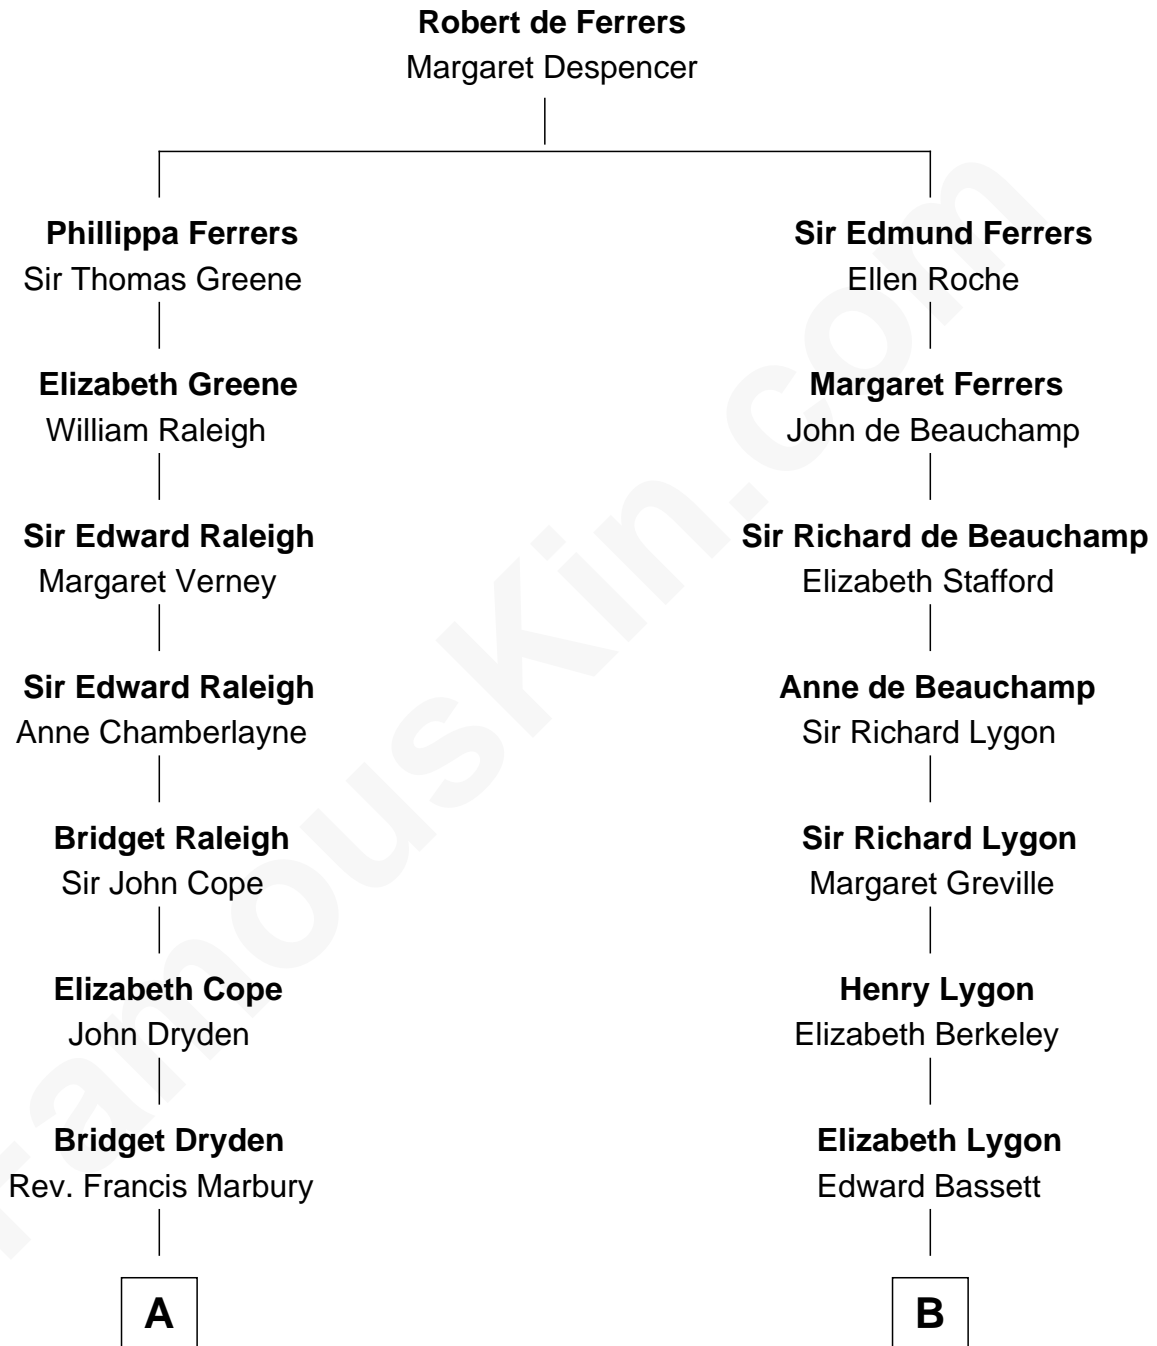 Robert de Ferrers
Margaret Despencer
Phillippa Ferrers
Sir Thomas Greene
Elizabeth Greene
William Raleigh
Sir Edward Raleigh
Margaret Verney
Sir Edward Raleigh
Anne Chamberlayne
Bridget Raleigh
Sir John Cope
Elizabeth Cope
John Dryden
Bridget Dryden
Rev. Francis Marbury
A
Sir Edmund Ferrers
Ellen Roche
Margaret Ferrers
John de Beauchamp
Sir Richard de Beauchamp
Elizabeth Stafford
Anne de Beauchamp
Sir Richard Lygon
Sir Richard Lygon
Margaret Greville
Henry Lygon
Elizabeth Berkeley
Elizabeth Lygon
Edward Bassett
B
FamousKin.com